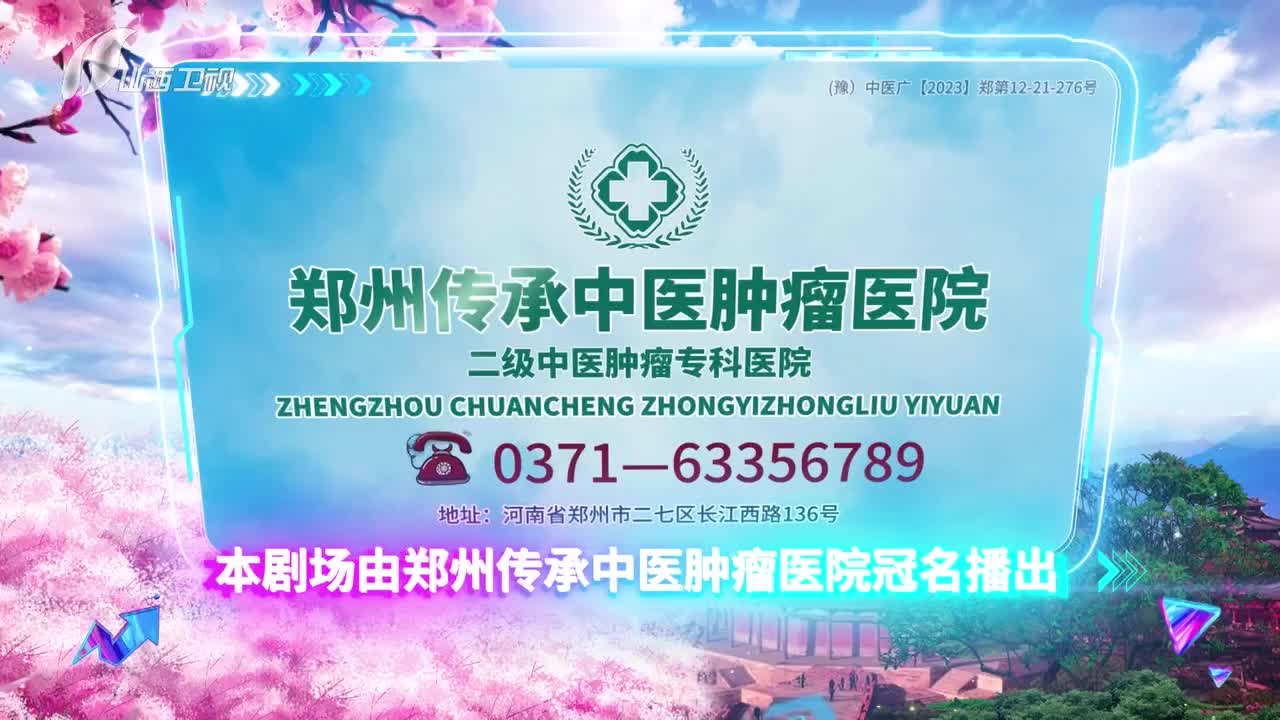 山西卫视
(豫）中医广【2023】郑第12-21-276号
郑州传承中医肿瘤医院
二级中医肿瘤专科医院
ZHENGZHOU CHUANCHENG ZHONGYIZHONGLIU YIYUAN
0371—63356789
地址：河南省郑州市二七区长江西路136号
本剧场由郑州传承中医肿瘤医院冠名播出